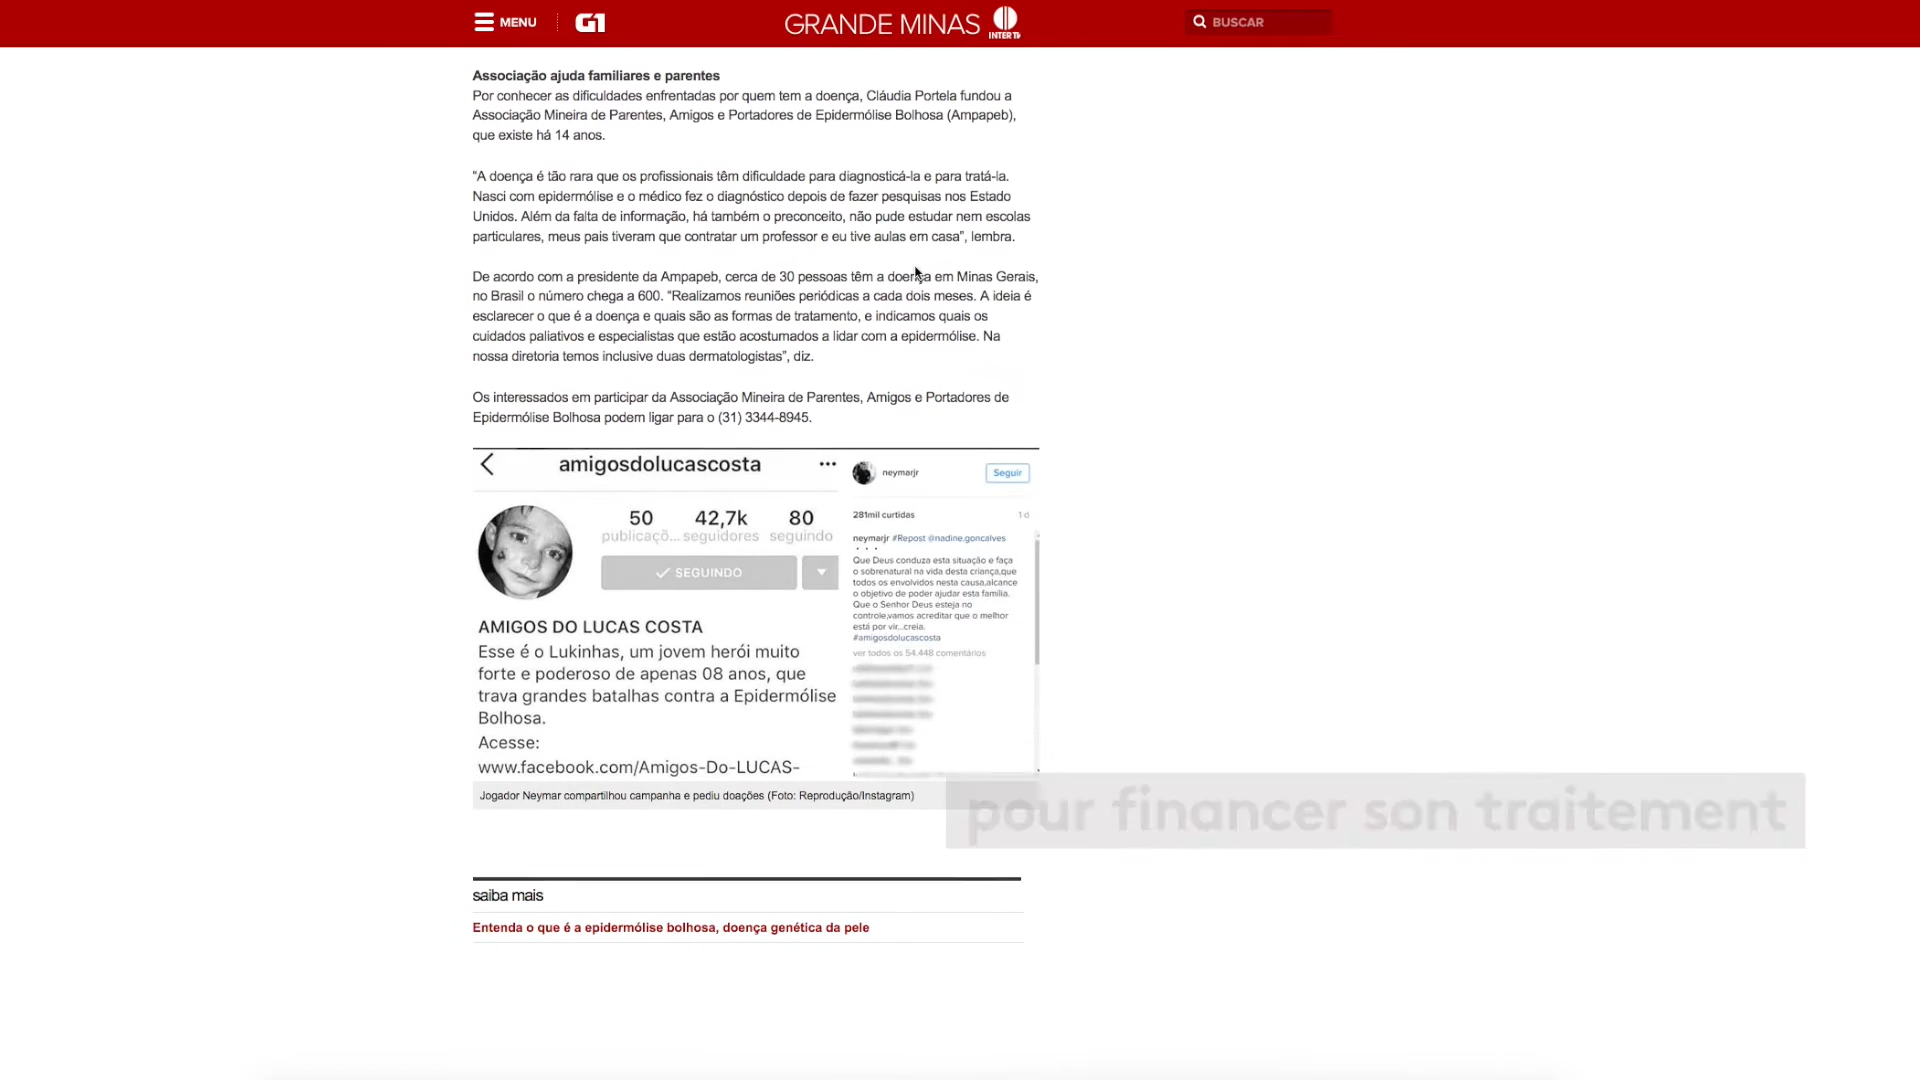 MENU
G1
GRANDE MINAS
INTER TV
BUSCAR
Associação ajuda familiares e parentes
Por conhecer as dificuldades enfrentadas por quem tem a doença, Cláudia Portela fundou a
Associação Mineira de Parentes, Amigos e Portadores de Epidermólise Bolhosa (Ampapeb),
que existe há 14 anos.
"A doença é tão rara que os profissionais têm dificuldade para diagnosticá-la e para tratá-la.
Nasci com epidermólise e o médico fez o diagnóstico depois de fazer pesquisas nos Estado
Unidos. Além da falta de informação, há também o preconceito, não pude estudar nem escolas
particulares, meus pais tiveram que contratar um professor e eu tive aulas em casa", lembra.
De acordo com a presidente da Ampapeb, cerca de 30 pessoas têm a doença em Minas Gerais,
no Brasil o número chega a 600. "Realizamos reuniões periódicas a cada dois meses. A ideia é
esclarecer o que é a doença e quais são as formas de tratamento, e indicamos quais os
cuidados paliativos e especialistas que estão acostumados a lidar com a epidermólise. Na
nossa diretoria temos inclusive duas dermatologistas", diz.
Os interessados em participar da Associação Mineira de Parentes, Amigos e Portadores de
Epidermólise Bolhosa podem ligar para o (31) 3344-8945.
amigosdolucascosta
50 42,7k 80
publicaçõ... seguidores seguindo
SEGUINDO
AMIGOS DO LUCAS COSTA
Esse é o Lukinhas, um jovem herói muito
forte e poderoso de apenas 08 anos, que
trava grandes batalhas contra a Epidermólise
Bolhosa.
Acesse:
www.facebook.com/Amigos-Do-LUCAS-
neymarjr
Seguir
281mil curtidas 1 d
neymarjr #Repost @nadine.goncalves
・・・
Que Deus conduza esta situação e faça
o sobrenatural na vida desta criança,que
todos os envolvidos nesta causa,alcance
o objetivo de poder ajudar esta família.
Que o Senhor Deus esteja no
controle,vamos acreditar que o melhor
está por vir...creia.
#amigosdolucascosta
ver todos os 54.448 comentários
Jogador Neymar compartilhou campanha e pediu doações (Foto: Reprodução/Instagram)
pour financer son traitement
saiba mais
Entenda o que é a epidermólise bolhosa, doença genética da pele